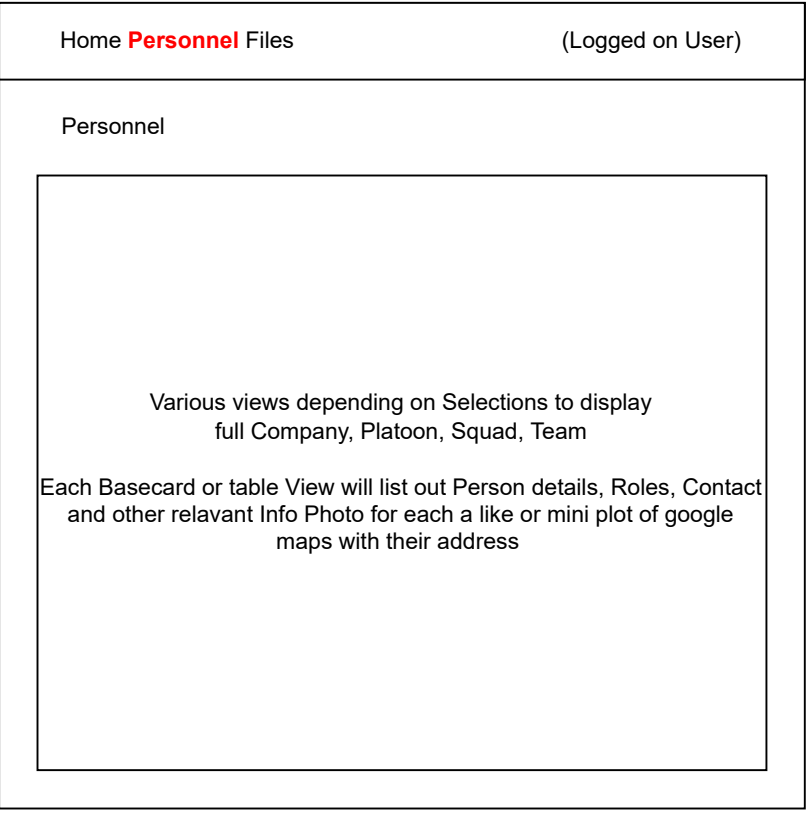 Home Personnel Files
(Logged on User)
Personnel
Various views depending on Selections to display
full Company, Platoon, Squad, Team
Each Basecard or table View will list out Person details, Roles, Contact
and other relavant Info Photo for each a like or mini plot of google
maps with their address